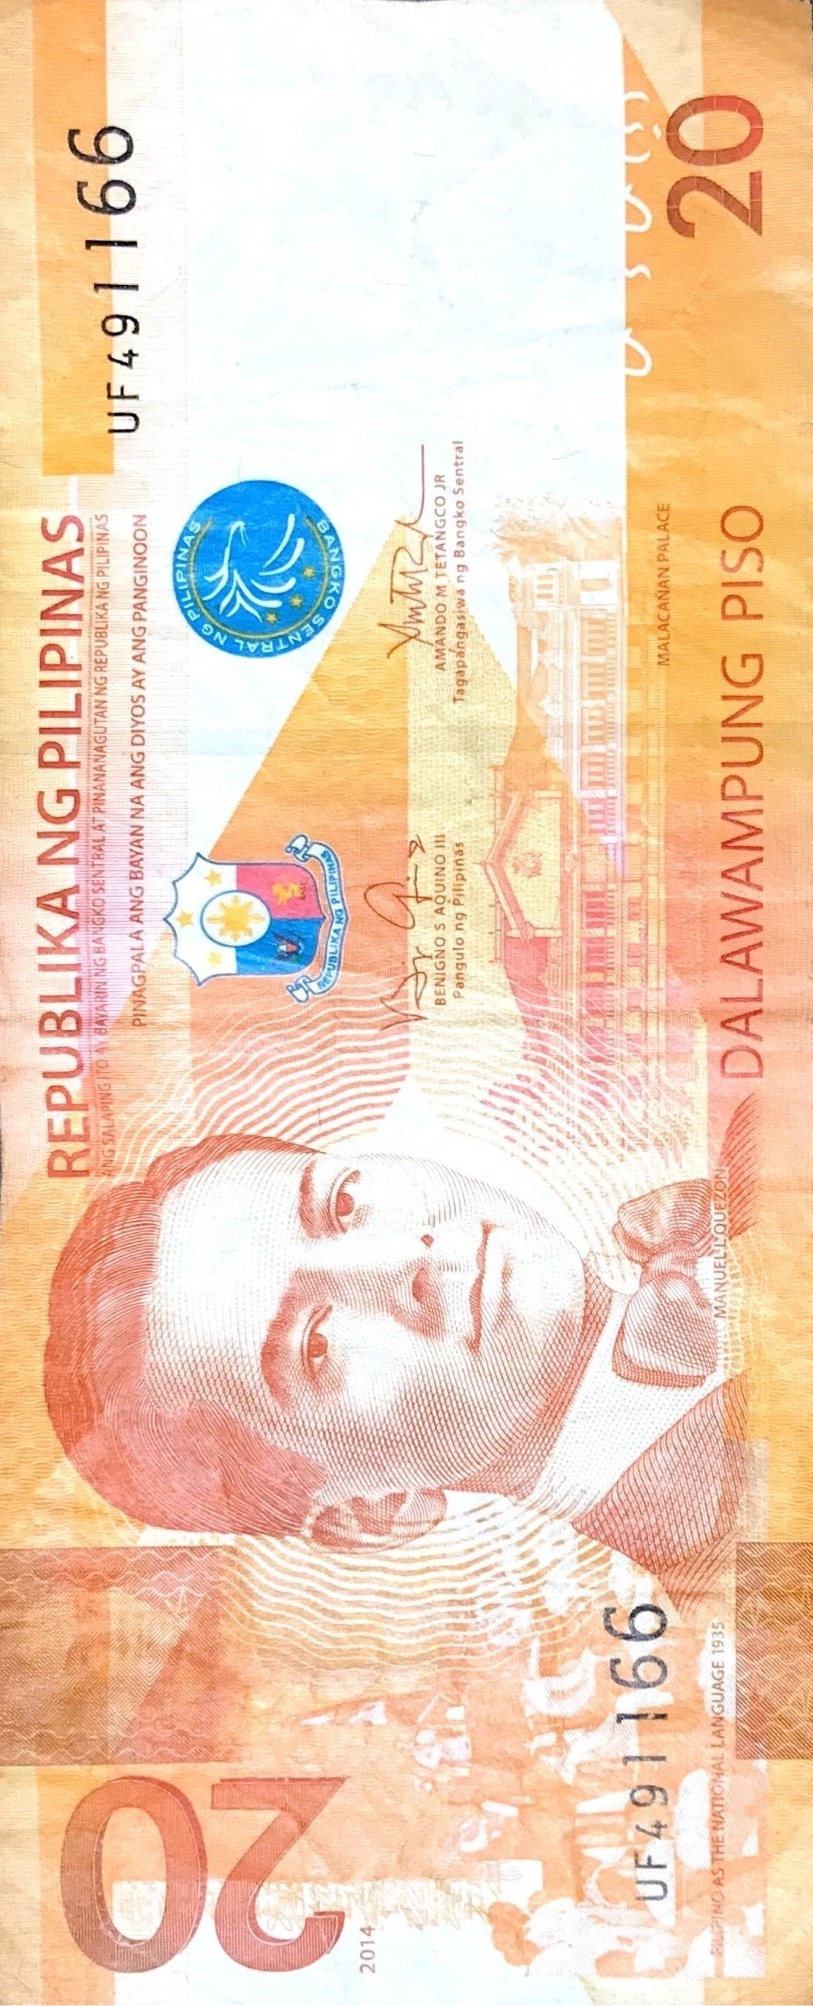 REPUBLIKA NG PILIPINAS
ANG SALAPING ITO AY BAYARIN NG BANGKO SENTRAL AT PINANANAGUTAN NG REPUBLIKA NG PILIPINAS
PINAGPALA ANG BAYAN NA ANG DIYOS AY ANG PANGINOON
UF491166
20
2014
REPUBLIKA NG PILIPINAS
BANGKO SENTRAL NG PILIPINAS
BENIGNO S AQUINO III
Pangulo ng Pilipinas
AMANDO M TETANGCO JR
Tagapangasiwa ng Bangko Sentral
UF491166
FILIPINO AS THE NATIONAL LANGUAGE 1935
MANUEL L QUEZON
MALACAÑAN PALACE
DALAWAMPUNG PISO
20